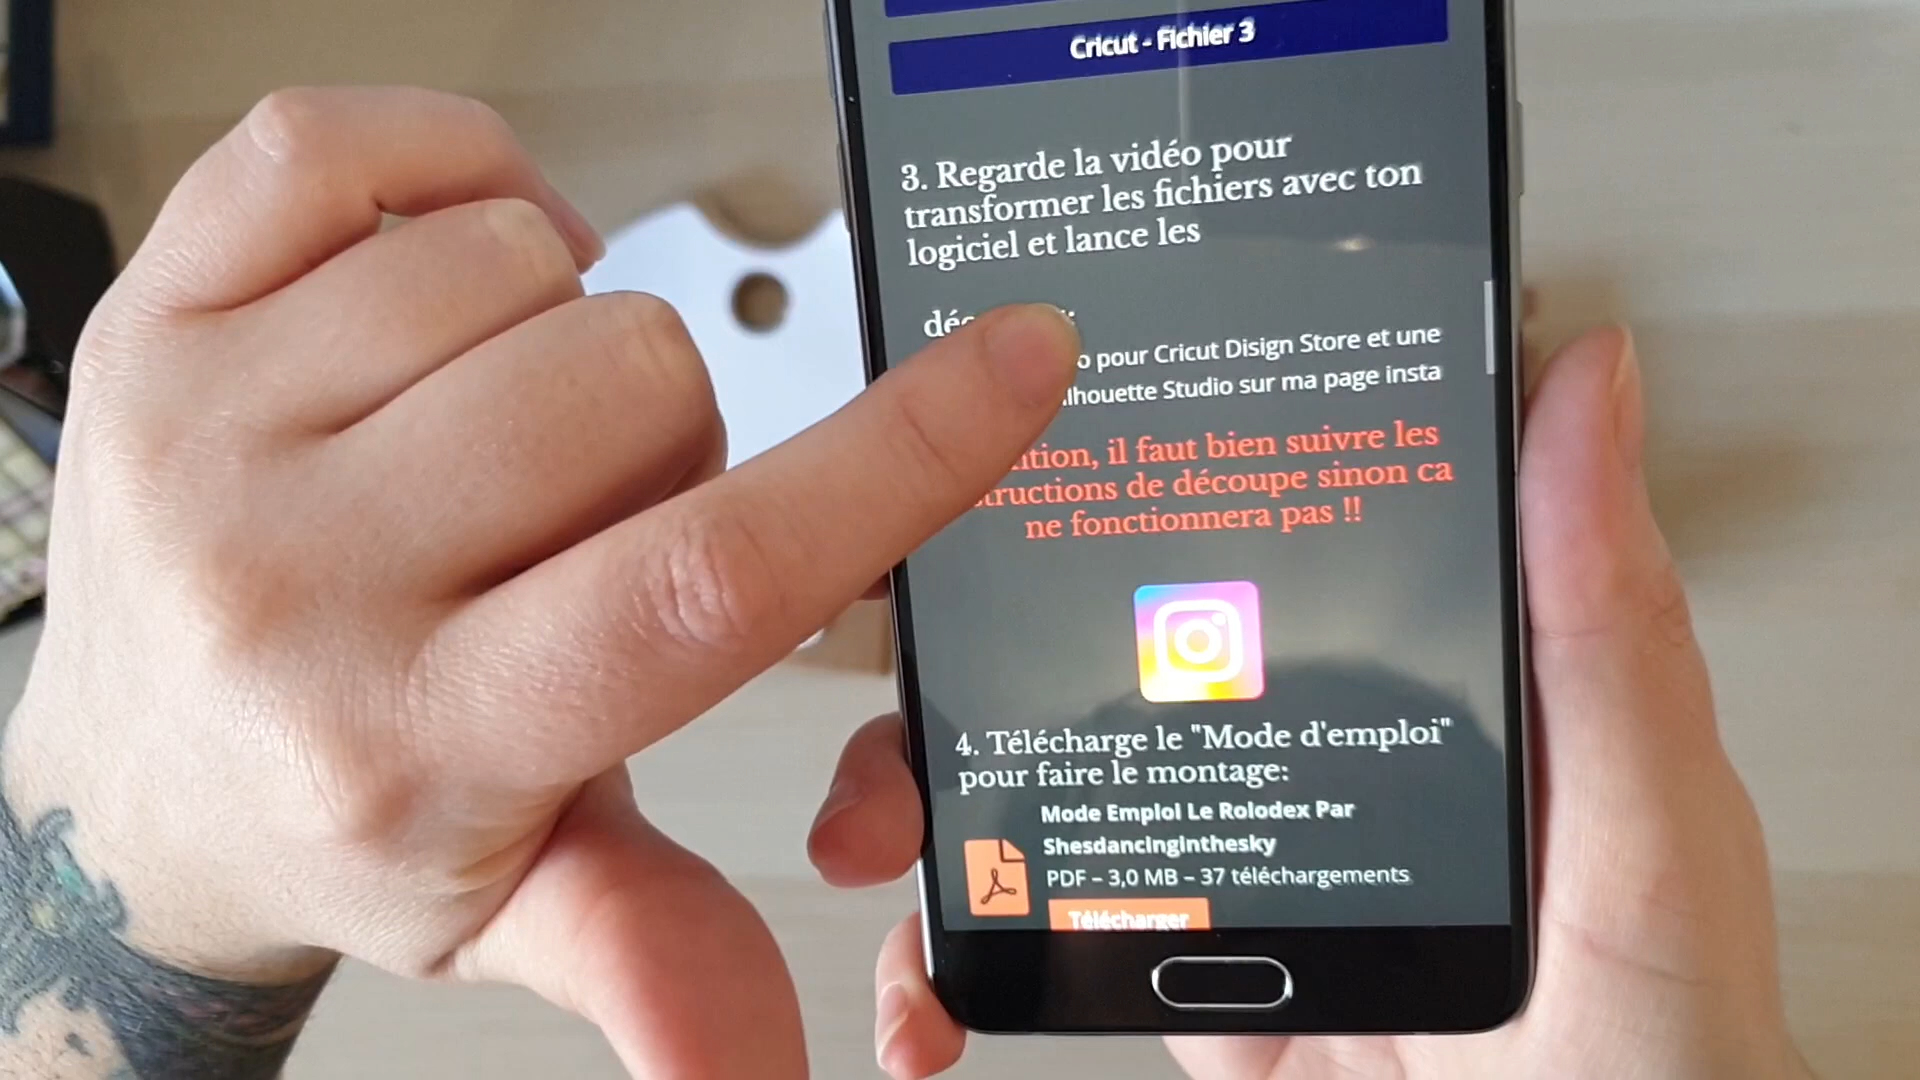 Cricut - Fichier 3
3. Regarde la vidéo pour
transformer les fichiers avec ton
logiciel et lance les
pour Cricut Disign Store et une
Studio sur ma page insta
il faut bien suivre les
de découpe sinon ca
ne fonctionnera pas !!
4. Télécharge le "Mode d'emploi"
pour faire le montage:
Mode Emploi Le Rolodex Par
Shesdancinginthesky
PDF – 3,0 MB – 37 téléchargements
Télécharger